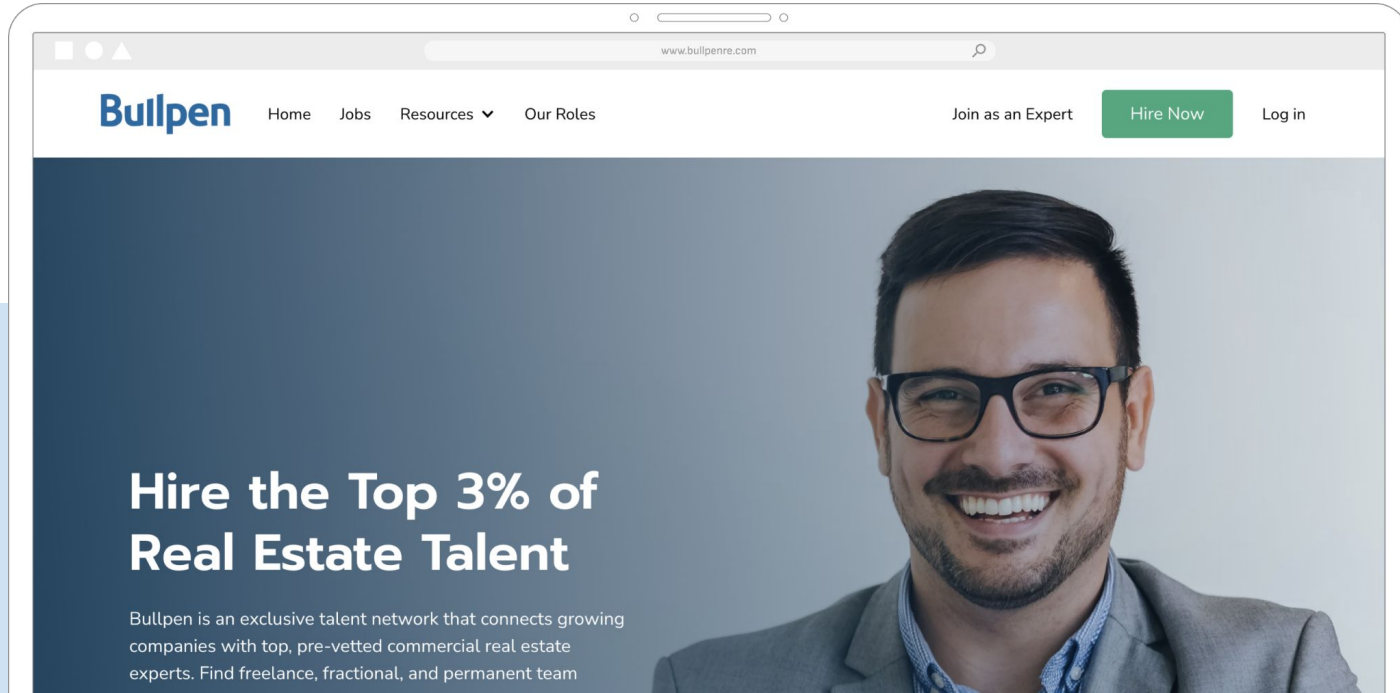 www.bullpenre.com
Bullpen
Home Jobs Resources Our Roles Join as an Expert Hire Now Log in
Hire the Top 3% of
Real Estate Talent
Bullpen is an exclusive talent network that connects growing
companies with top, pre-vetted commercial real estate
experts. Find freelance, fractional, and permanent team